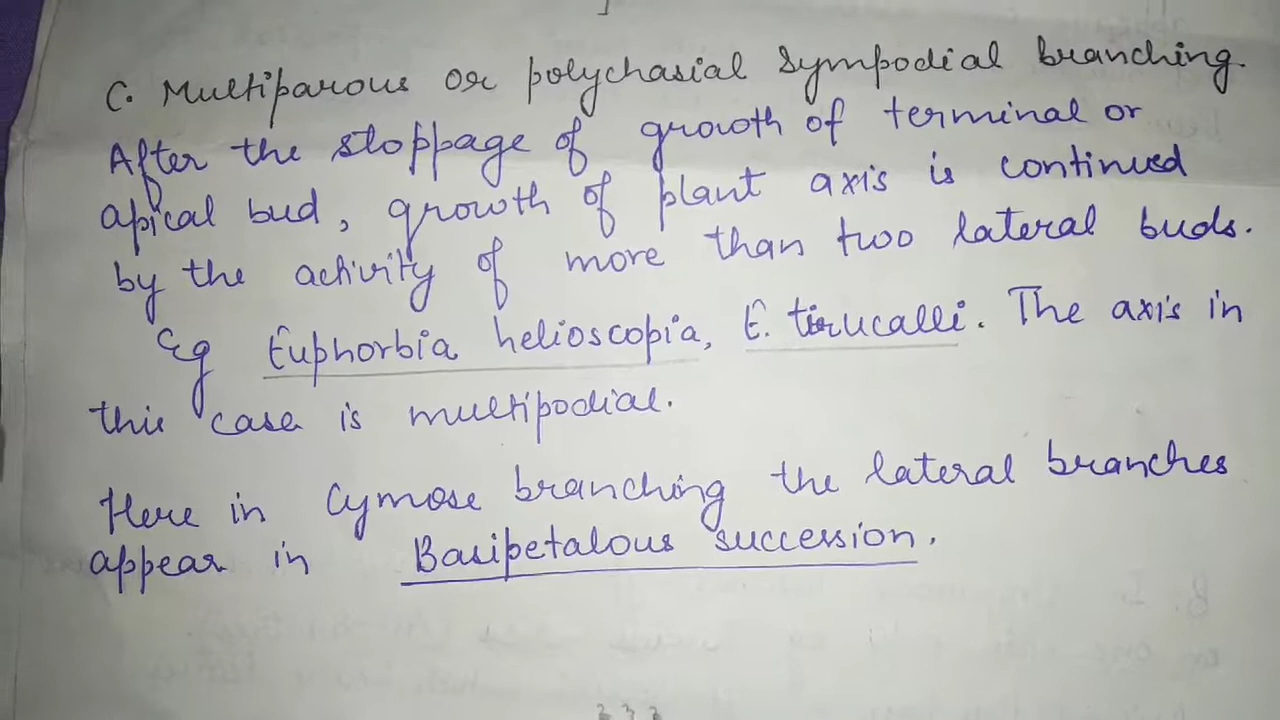 C. Multiparous or polychasial sympodial branching.
After the stoppage of growth of terminal or
apical bud, growth of plant axis is continued
by the activity of more than two lateral buds.
Eg Euphorbia helioscopia, E. tirucalli. The axis in
this case is multipodial.
Here in Cymose branching the lateral branches
appear in Basipetalous succession.